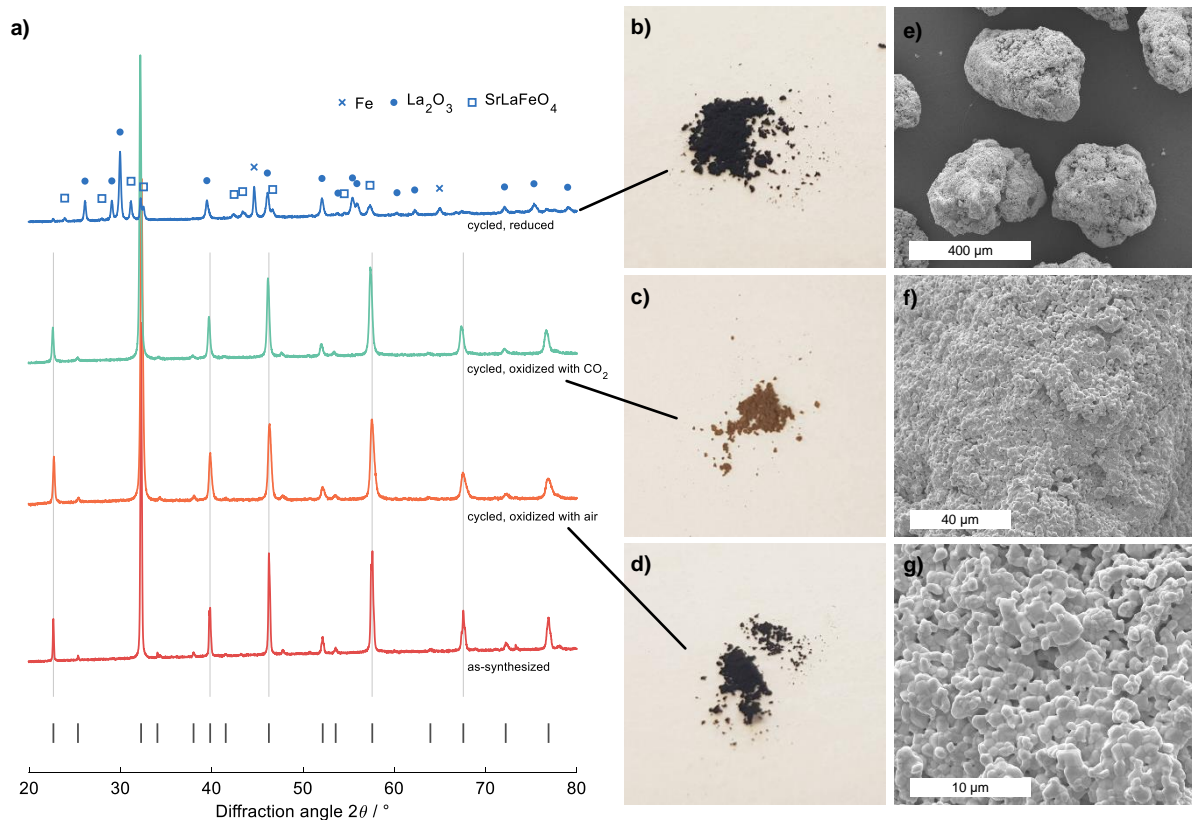 a)
× Fe ● La₂O₃ □ SrLaFeO₄
cycled, reduced
cycled, oxidized with CO₂
cycled, oxidized with air
as-synthesized
20 30 40 50 60 70 80
Diffraction angle 2θ / °
b)
c)
d)
e)
400 µm
f)
40 µm
g)
10 µm